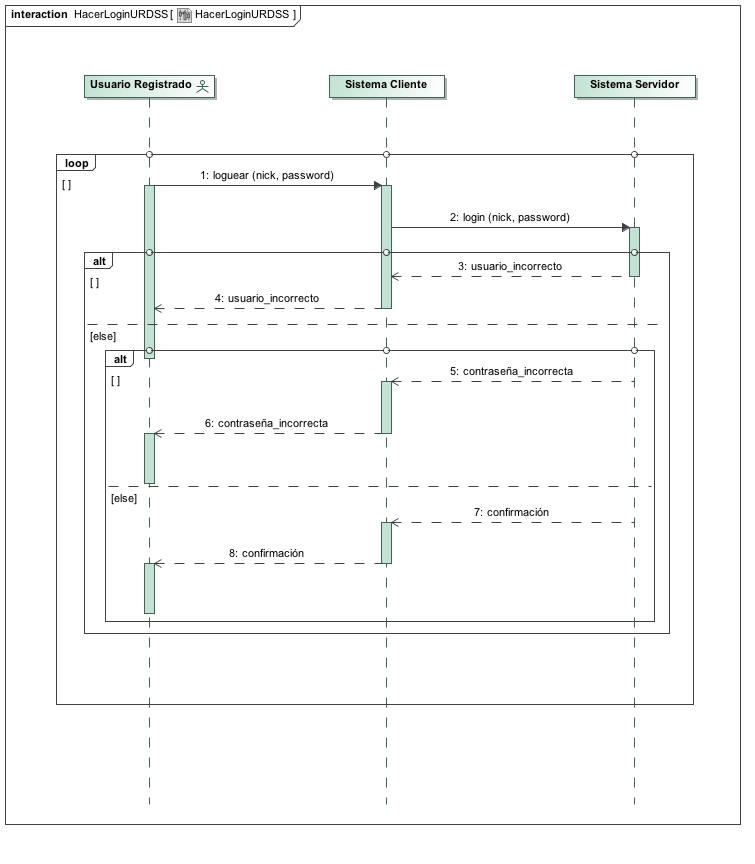 interaction HacerLoginURDSS[ HacerLoginURDSS ]
Usuario Registrado
Sistema Cliente
Sistema Servidor
loop
[ ]
1: loguear (nick, password)
2: login (nick, password)
alt
[ ]
3: usuario_incorrecto
4: usuario_incorrecto
[else]
alt
[ ]
5: contraseña_incorrecta
6: contraseña_incorrecta
[else]
7: confirmación
8: confirmación